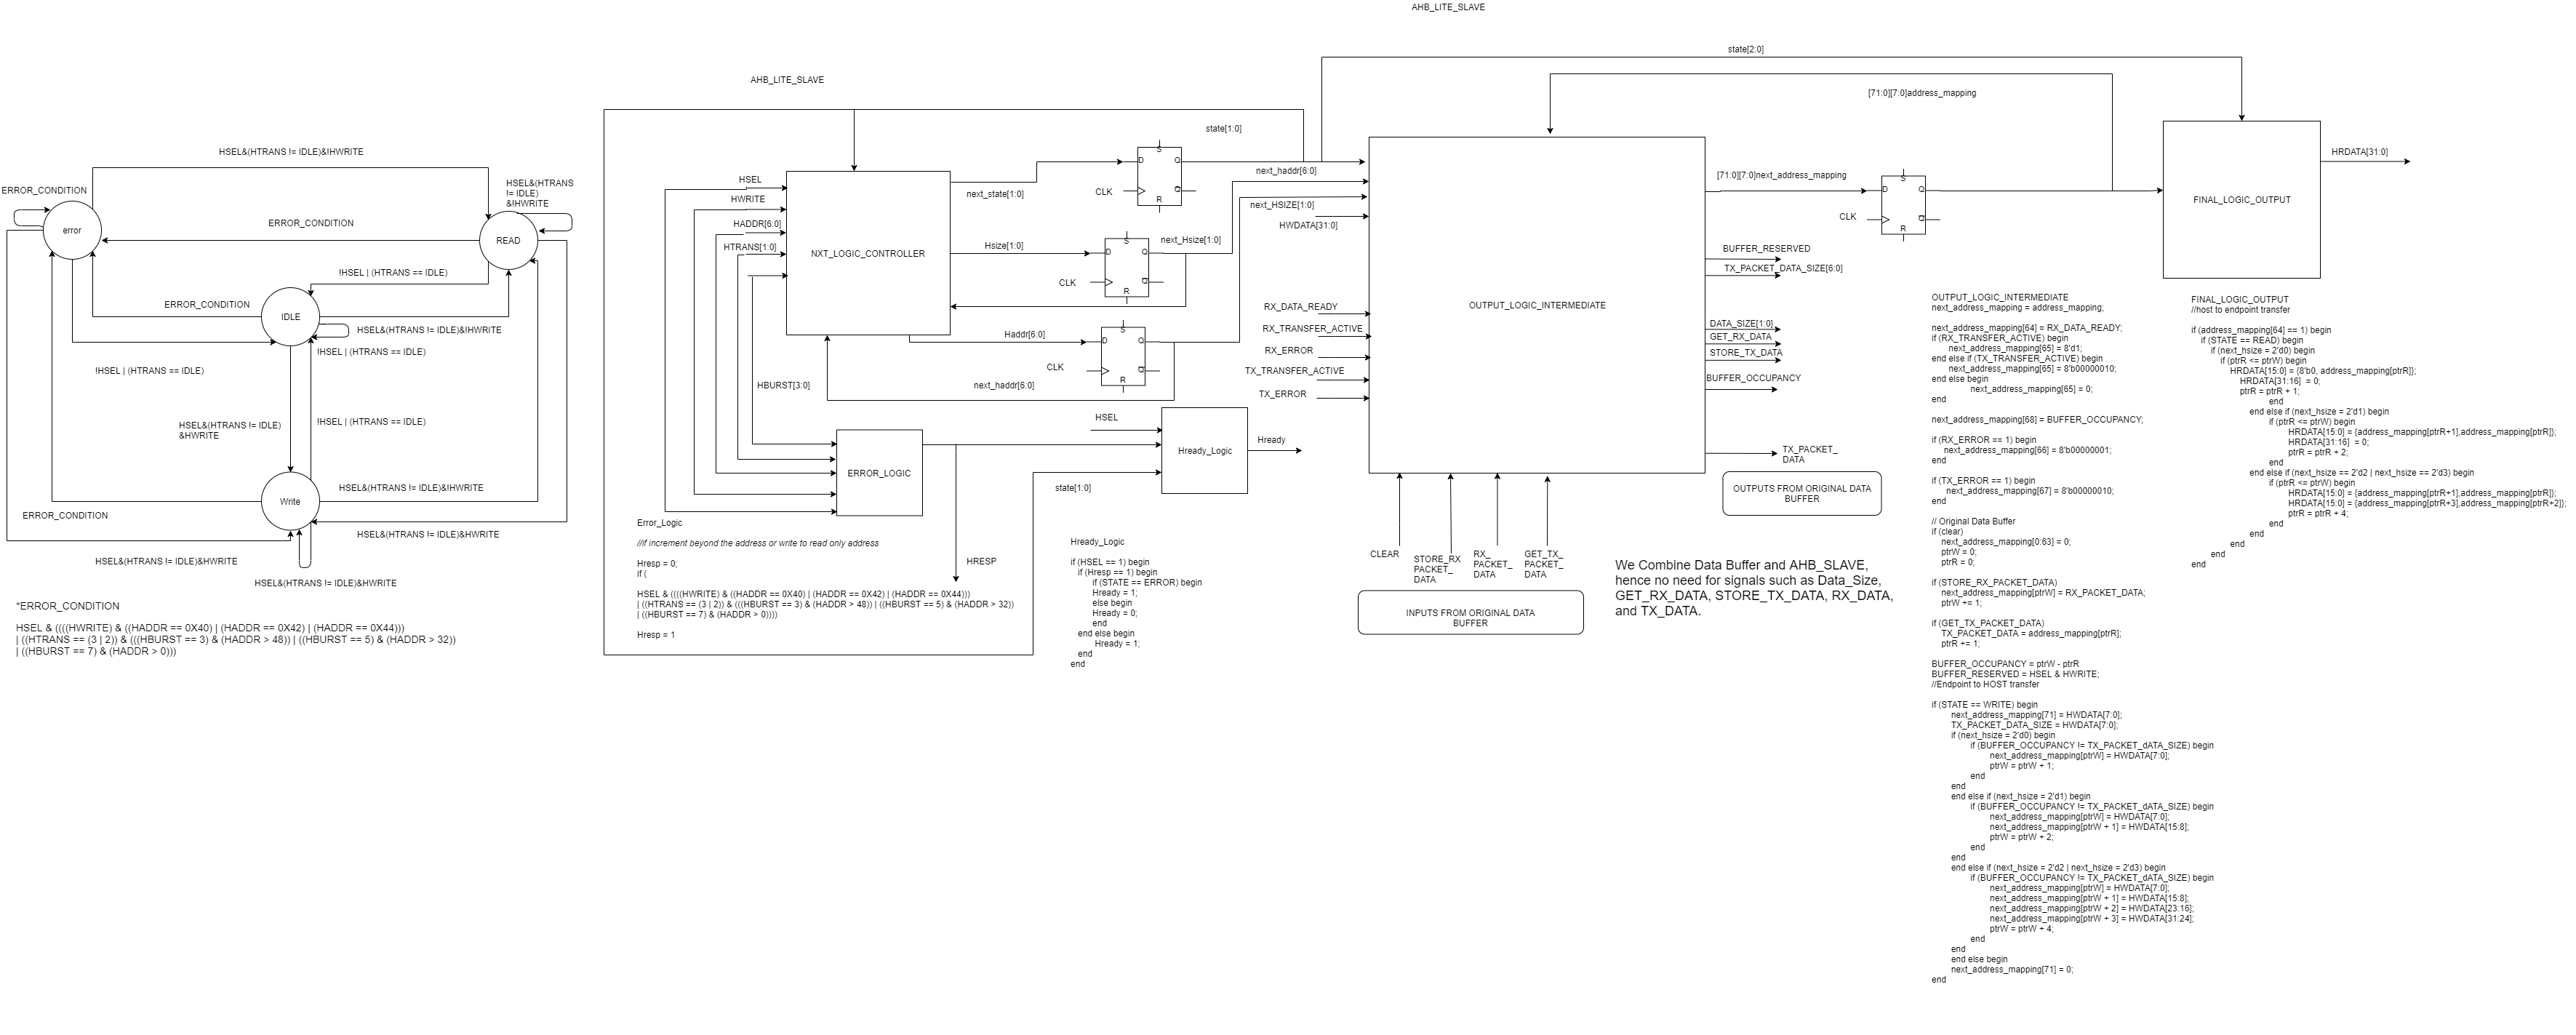 AHB_LITE_SLAVE
state[2:0]
AHB_LITE_SLAVE
[71:0][7:0]address_mapping
state[1:0]
HSEL&(HTRANS != IDLE)&!HWRITE
ERROR_CONDITION
HSEL&(HTRANS
!= IDLE)
&!HWRITE
error
ERROR_CONDITION
READ
!HSEL | (HTRANS == IDLE)
ERROR_CONDITION
IDLE
HSEL&(HTRANS != IDLE)&!HWRITE
!HSEL | (HTRANS == IDLE)
!HSEL | (HTRANS == IDLE)
HSEL&(HTRANS != IDLE)
&HWRITE
!HSEL | (HTRANS == IDLE)
HSEL&(HTRANS != IDLE)&!HWRITE
Write
ERROR_CONDITION
HSEL&(HTRANS != IDLE)&HWRITE
HSEL&(HTRANS != IDLE)&HWRITE
HSEL&(HTRANS != IDLE)&HWRITE
*ERROR_CONDITION
HSEL & ((((HWRITE) & ((HADDR == 0X40) | (HADDR == 0X42) | (HADDR == 0X44)))
| ((HTRANS == (3 | 2)) & (((HBURST == 3) & (HADDR > 48)) | ((HBURST == 5) & (HADDR > 32))
| ((HBURST == 7) & (HADDR > 0)))
HSEL
HWRITE
HADDR[6:0]
HTRANS[1:0]
HBURST[3:0]
NXT_LOGIC_CONTROLLER
next_state[1:0]
S
D
Q
CLK
Q
R
Hsize[1:0]
S
D
Q
CLK
Q
R
next_Hsize[1:0]
Haddr[6:0]
S
D
Q
CLK
Q
R
next_haddr[6:0]
next_haddr[6:0]
next_HSIZE[1:0]
HWDATA[31:0]
ERROR_LOGIC
HRESP
HSEL
Hready_Logic
Hready
state[1:0]
Error_Logic
//if increment beyond the address or write to read only address
Hresp = 0;
if (
HSEL & ((((HWRITE) & ((HADDR == 0X40) | (HADDR == 0X42) | (HADDR == 0X44)))
| ((HTRANS == (3 | 2)) & (((HBURST == 3) & (HADDR > 48)) | ((HBURST == 5) & (HADDR > 32))
| ((HBURST == 7) & (HADDR > 0))))
Hresp = 1
Hready_Logic
if (HSEL == 1) begin
if (Hresp == 1) begin
if (STATE == ERROR) begin
Hready = 1;
else begin
Hready = 0;
end
end else begin
Hready = 1;
end
end
RX_DATA_READY
RX_TRANSFER_ACTIVE
RX_ERROR
TX_TRANSFER_ACTIVE
TX_ERROR
OUTPUT_LOGIC_INTERMEDIATE
[71:0][7:0]next_address_mapping
S
D
Q
CLK
Q
R
BUFFER_RESERVED
TX_PACKET_DATA_SIZE[6:0]
DATA_SIZE[1:0]
GET_RX_DATA
STORE_TX_DATA
BUFFER_OCCUPANCY
TX_PACKET_
DATA
OUTPUTS FROM ORIGINAL DATA
BUFFER
CLEAR
STORE_RX
PACKET_
DATA
RX_
PACKET_
DATA
GET_TX_
PACKET_
DATA
INPUTS FROM ORIGINAL DATA
BUFFER
We Combine Data Buffer and AHB_SLAVE,
hence no need for signals such as Data_Size,
GET_RX_DATA, STORE_TX_DATA, RX_DATA,
and TX_DATA.
FINAL_LOGIC_OUTPUT
HRDATA[31:0]
OUTPUT_LOGIC_INTERMEDIATE
next_address_mapping = address_mapping;
next_address_mapping[64] = RX_DATA_READY;
if (RX_TRANSFER_ACTIVE) begin
next_address_mapping[65] = 8'd1;
end else if (TX_TRANSFER_ACTIVE) begin
next_address_mapping[65] = 8'b00000010;
end else begin
next_address_mapping[65] = 0;
end
next_address_mapping[68] = BUFFER_OCCUPANCY;
if (RX_ERROR == 1) begin
next_address_mapping[66] = 8'b00000001;
end
if (TX_ERROR == 1) begin
next_address_mapping[67] = 8'b00000010;
end
// Original Data Buffer
if (clear)
next_address_mapping[0:63] = 0;
ptrW = 0;
ptrR = 0;
if (STORE_RX_PACKET_DATA)
next_address_mapping[ptrW] = RX_PACKET_DATA;
ptrW += 1;
if (GET_TX_PACKET_DATA)
TX_PACKET_DATA = address_mapping[ptrR];
ptrR += 1;
BUFFER_OCCUPANCY = ptrW - ptrR
BUFFER_RESERVED = HSEL & HWRITE;
//Endpoint to HOST transfer
if (STATE == WRITE) begin
next_address_mapping[71] = HWDATA[7:0];
TX_PACKET_DATA_SIZE = HWDATA[7:0];
if (next_hsize = 2'd0) begin
if (BUFFER_OCCUPANCY != TX_PACKET_dATA_SIZE) begin
next_address_mapping[ptrW] = HWDATA[7:0];
ptrW = ptrW + 1;
end
end
end else if (next_hsize = 2'd1) begin
if (BUFFER_OCCUPANCY != TX_PACKET_dATA_SIZE) begin
next_address_mapping[ptrW] = HWDATA[7:0];
next_address_mapping[ptrW + 1] = HWDATA[15:8];
ptrW = ptrW + 2;
end
end
end else if (next_hsize = 2'd2 | next_hsize = 2'd3) begin
if (BUFFER_OCCUPANCY != TX_PACKET_dATA_SIZE) begin
next_address_mapping[ptrW] = HWDATA[7:0];
next_address_mapping[ptrW + 1] = HWDATA[15:8];
next_address_mapping[ptrW + 2] = HWDATA[23:16];
next_address_mapping[ptrW + 3] = HWDATA[31:24];
ptrW = ptrW + 4;
end
end
end else begin
next_address_mapping[71] = 0;
end
FINAL_LOGIC_OUTPUT
//host to endpoint transfer
if (address_mapping[64] == 1) begin
if (STATE == READ) begin
if (next_hsize = 2'd0) begin
if (ptrR <= ptrW) begin
HRDATA[15:0] = {8'b0, address_mapping[ptrR]};
HRDATA[31:16] = 0;
ptrR = ptrR + 1;
end
end else if (next_hsize = 2'd1) begin
if (ptrR <= ptrW) begin
HRDATA[15:0] = {address_mapping[ptrR+1],address_mapping[ptrR]};
HRDATA[31:16] = 0;
ptrR = ptrR + 2;
end
end else if (next_hsize == 2'd2 | next_hsize == 2'd3) begin
if (ptrR <= ptrW) begin
HRDATA[15:0] = {address_mapping[ptrR+1],address_mapping[ptrR]};
HRDATA[15:0] = {address_mapping[ptrR+3],address_mapping[ptrR+2]};
ptrR = ptrR + 4;
end
end
end
end
end